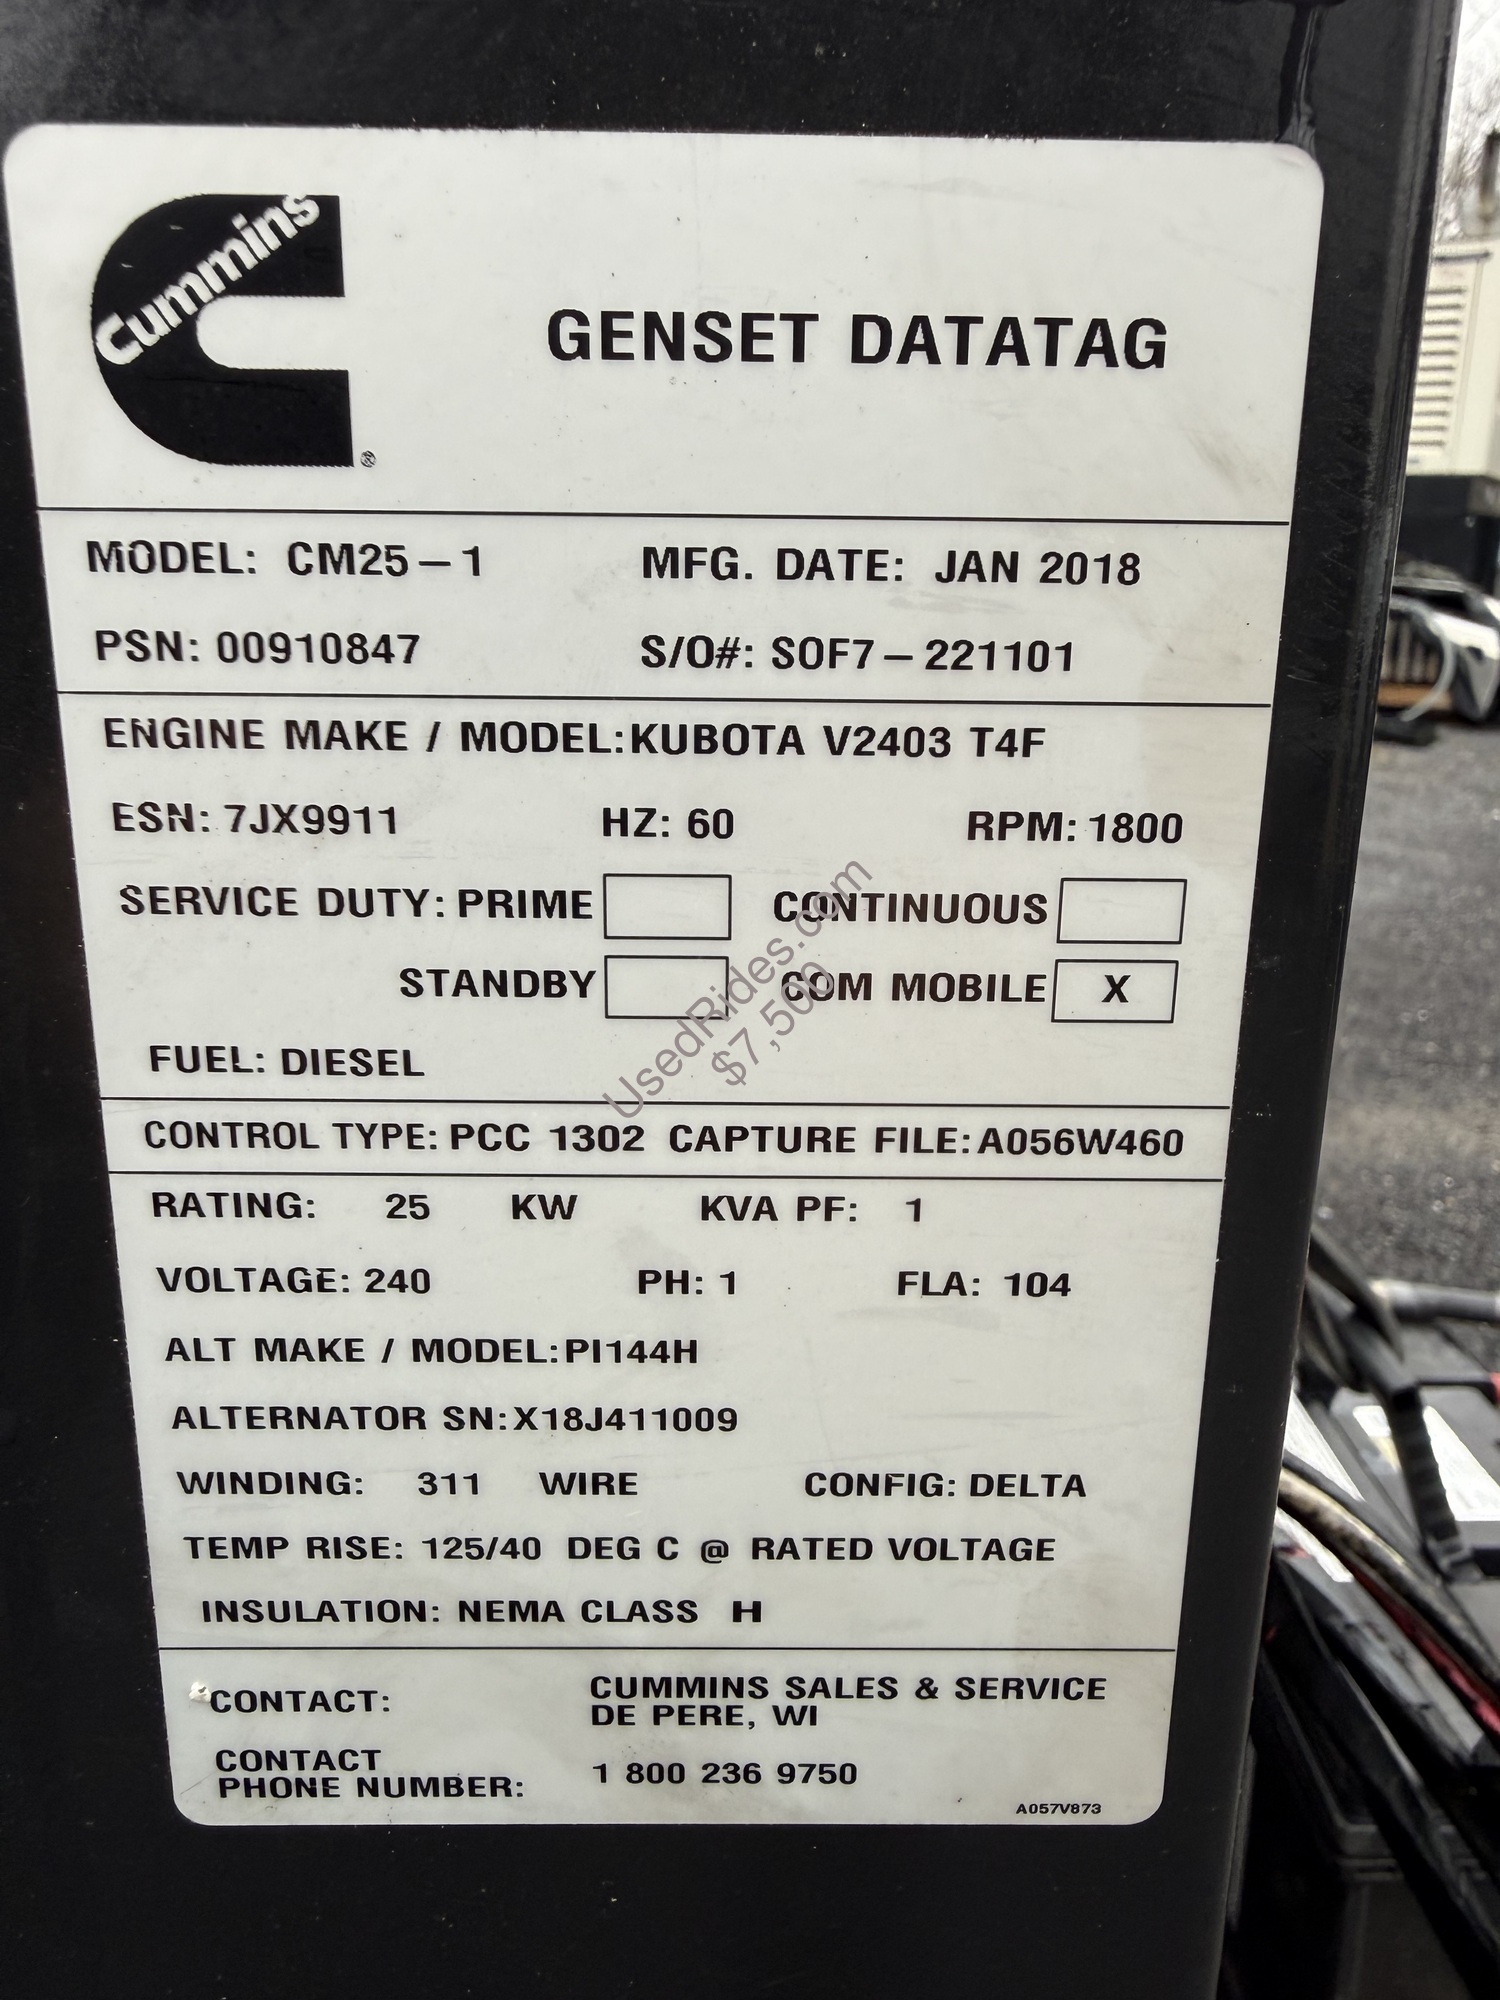 Cummins
®
GENSET DATATAG
MODEL: CM25-1 MFG. DATE: JAN 2018
PSN: 00910847 S/O#: SOF7-221101
ENGINE MAKE / MODEL:KUBOTA V2403 T4F
ESN: 7JX9911 HZ: 60 RPM: 1800
SERVICE DUTY: PRIME CONTINUOUS
STANDBY COM MOBILE X
FUEL: DIESEL
UsedRides.com
$7,500
CONTROL TYPE: PCC 1302 CAPTURE FILE:A056W460
RATING: 25 KW KVA PF: 1
VOLTAGE: 240 PH: 1 FLA: 104
ALT MAKE / MODEL:PI144H
ALTERNATOR SN:X18J411009
WINDING: 311 WIRE CONFIG: DELTA
TEMP RISE: 125/40 DEG C @ RATED VOLTAGE
INSULATION: NEMA CLASS H
CONTACT: CUMMINS SALES & SERVICE
DE PERE, WI
CONTACT
PHONE NUMBER: 1 800 236 9750
A057V873